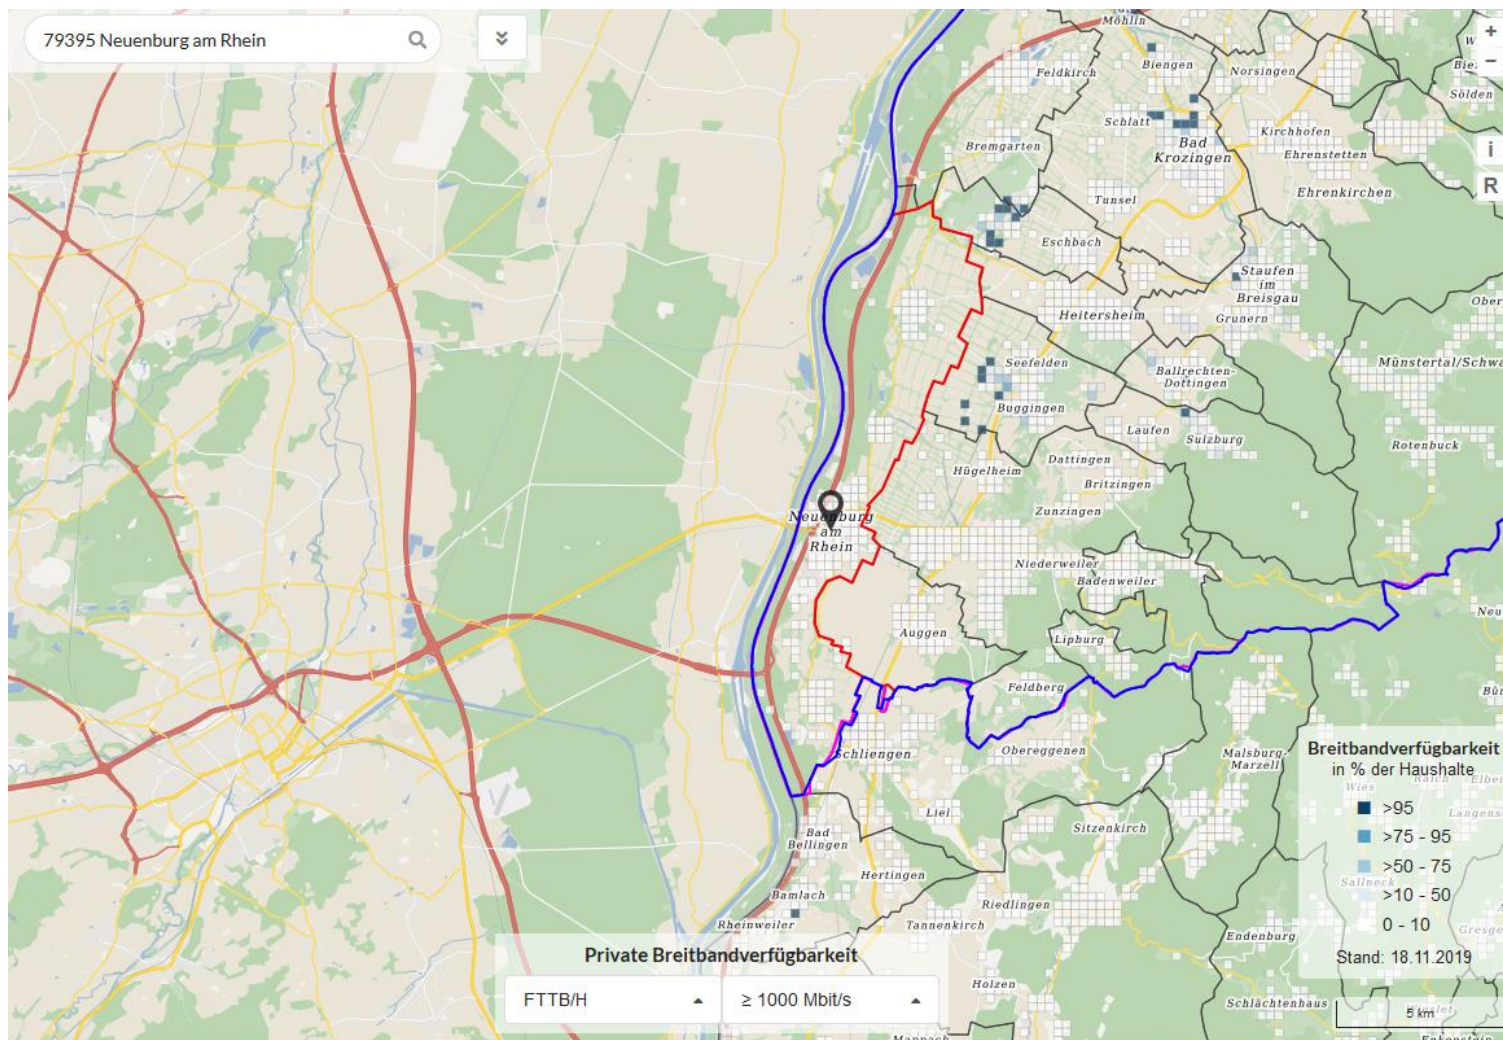 79395 Neuenburg am Rhein
Möhlin
+
−
Feldkirch
Biengen
Norsingen
Sölden
Schlatt
Kirchhofen
Bremgarten
Bad
Krozingen
Ehrenstetten
i
R
Tunsel
Ehrenkirchen
Eschbach
Staufen
im
Breisgau
Heitersheim
Grunern
Seefelden
Münstertal/Schwa
Ballrechten-
Dottingen
Buggingen
Laufen
Sulzburg
Rotenbuck
Dattingen
Hügelheim
Britzingen
Zunzingen
Neuenburg
am
Rhein
Niederweiler
Badenweiler
Neu
Auggen
Lipburg
Feldberg
Schliengen
Obereggenen
Malsburg-
Marzell
Liel
Sitzenkirch
Bad
Bellingen
Hertingen
Bamlach
Riedlingen
Rheinweiler
Tannenkirch
Endenburg
Holzen
Schlächtenhaus
Breitbandverfügbarkeit
in % der Haushalte
Wies
>95
>75 - 95
>50 - 75
Sallneck
>10 - 50
0 - 10
Stand: 18.11.2019
Private Breitbandverfügbarkeit
FTTB/H
≥ 1000 Mbit/s
5 km